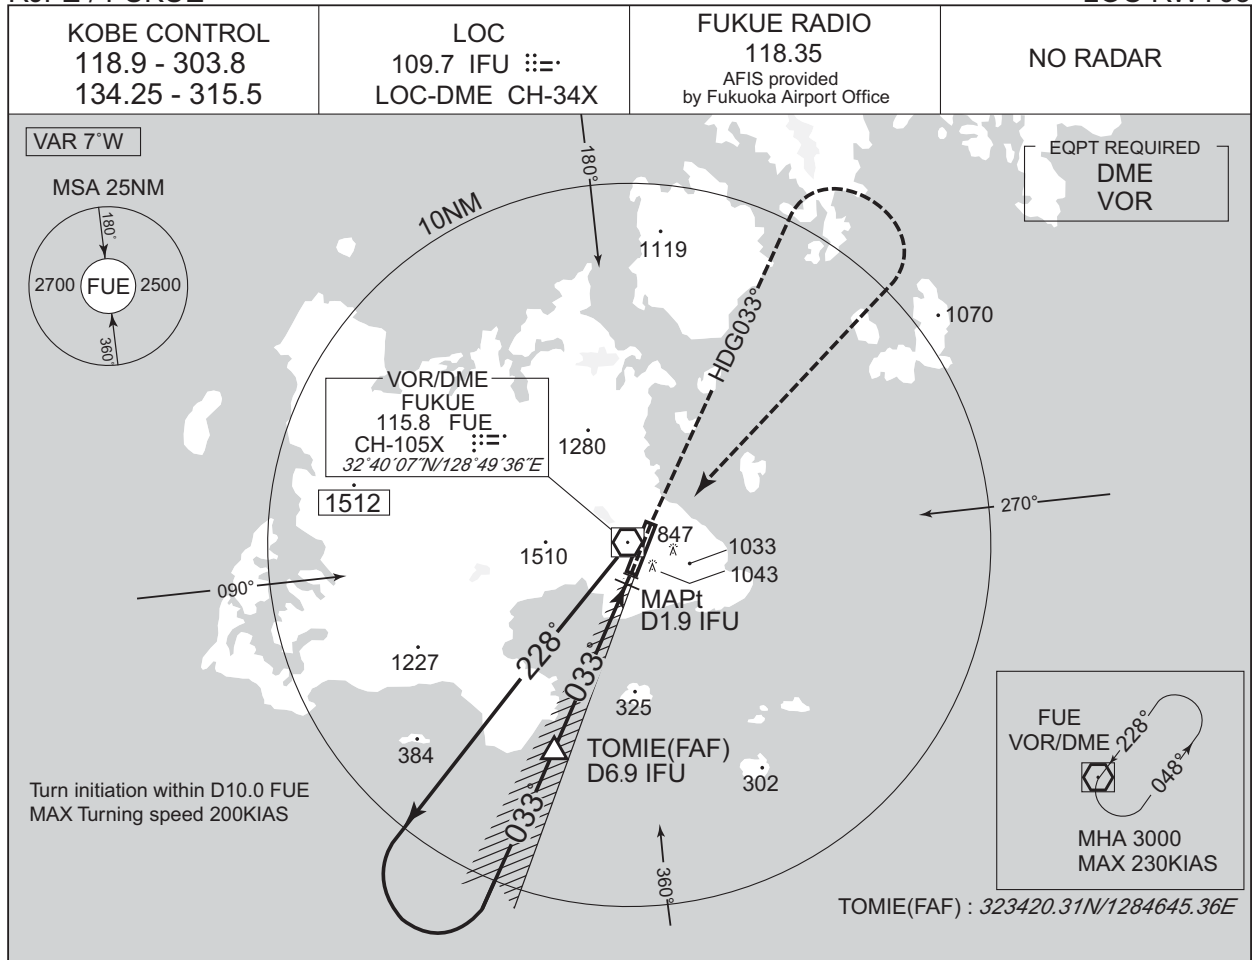 KOBE CONTROL
118.9 - 303.8
134.25 - 315.5
LOC
109.7 IFU
LOC-DME CH-34X
FUKUE RADIO
118.35
AFIS provided
by Fukuoka Airport Office
NO RADAR
VAR 7°W
MSA 25NM
180°
2700
FUE
2500
360°
10NM
180°
EQPT REQUIRED
DME
VOR
1119
1070
HDG033°
VOR/DME
FUKUE
115.8 FUE
CH-105X
32°40′07″N/128°49′36″E
1280
1512
270°
847
1510
1033
1043
090°
MAPt
D1.9 IFU
228°
033°
1227
325
384
TOMIE(FAF)
D6.9 IFU
302
Turn initiation within D10.0 FUE
MAX Turning speed 200KIAS
033°
360°
FUE
VOR/DME
228°
048°
MHA 3000
MAX 230KIAS
TOMIE(FAF) : 323420.31N/1284645.36E